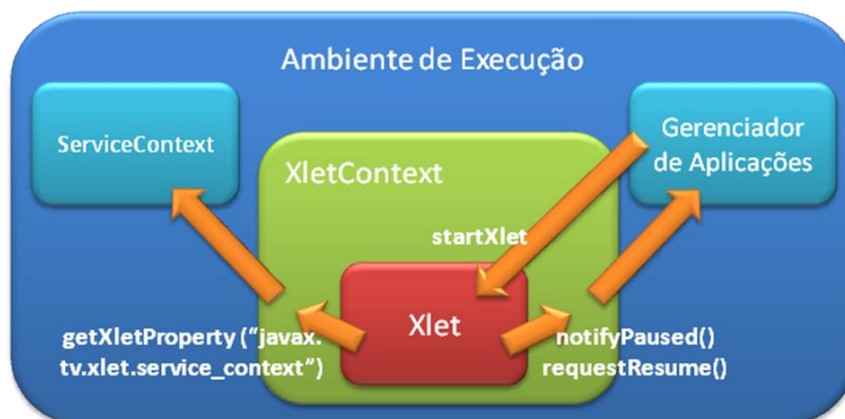 Ambiente de Execução
ServiceContext
Gerenciador
de Aplicações
XletContext
startXlet
Xlet
getXletProperty (“javax.
tv.xlet.service_context”)
notifyPaused()
requestResume()